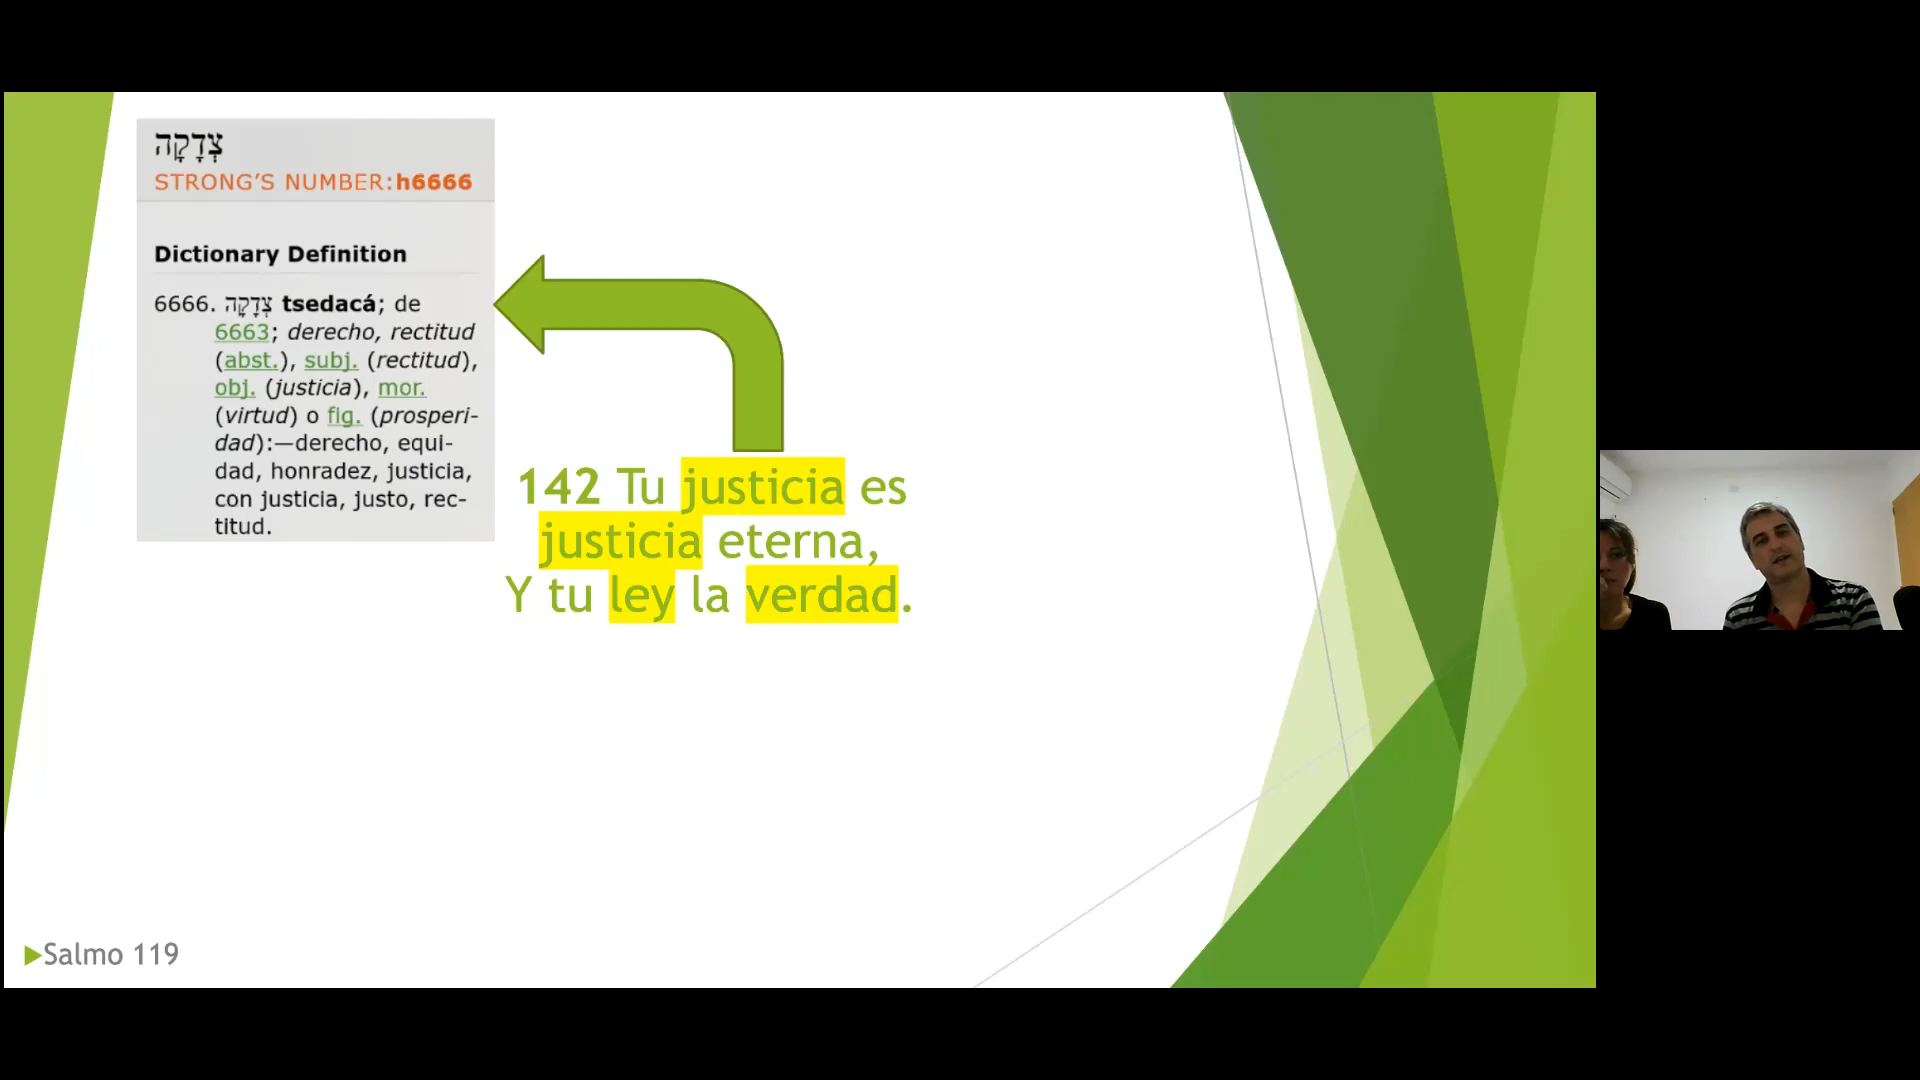 צְדָקָה
STRONG’S NUMBER:h6666
Dictionary Definition
6666. צְדָקָה tsedacá; de
6663; derecho, rectitud
(abst.), subj. (rectitud),
obj. (justicia), mor.
(virtud) o fig. (prosperi-
dad):—derecho, equi-
dad, honradez, justicia,
con justicia, justo, rec-
titud.
142 Tu justicia es
justicia eterna,
Y tu ley la verdad.
Salmo 119